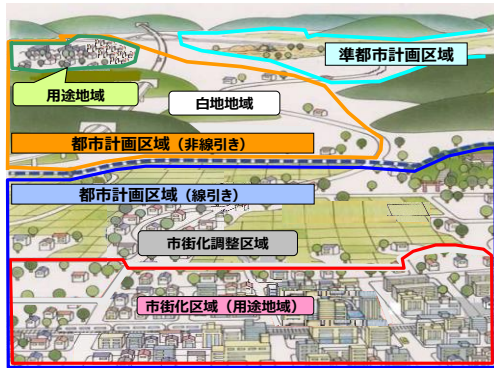 準都市計画区域
用途地域
白地地域
都市計画区域（非線引き）
都市計画区域（線引き）
市街化調整区域
市街化区域（用途地域）